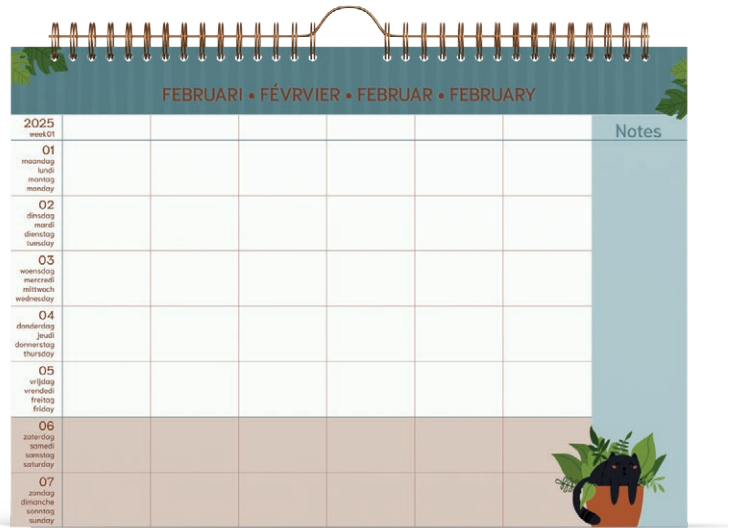 FEBRUARI • FÉVRVIER • FEBRUAR • FEBRUARY
2025
week01
Notes
01
maandag
lundi
montag
monday
02
dinsdag
mardi
dienstag
tuesday
03
woensdag
mercredi
mittwoch
wednesday
04
donderdag
jeudi
donnerstag
thursday
05
vrijdag
vrendedi
freitag
friday
06
zaterdag
samedi
samstag
saturday
07
zondag
dimanche
sonntag
sunday